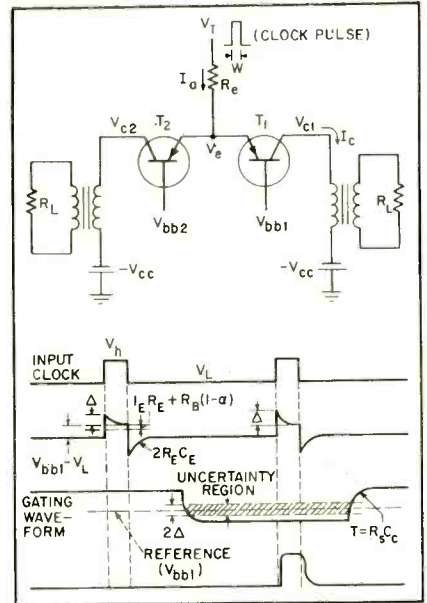 V_T
(CLOCK PULSE)
W
I_a
R_e
V_c2
T_2
T_1
V_c1
I_c
V_e
R_L
V_bb2
V_bb1
R_L
-V_cc
-V_cc
V_h
INPUT
CLOCK
V_L
Δ
I_E R_E + R_B(1-α)
Δ
V_bb1-V_L
2R_E C_E
UNCERTAINTY
REGION
GATING
WAVE-
FORM
2Δ
T=R_S C_C
REFERENCE
(V_bb1)